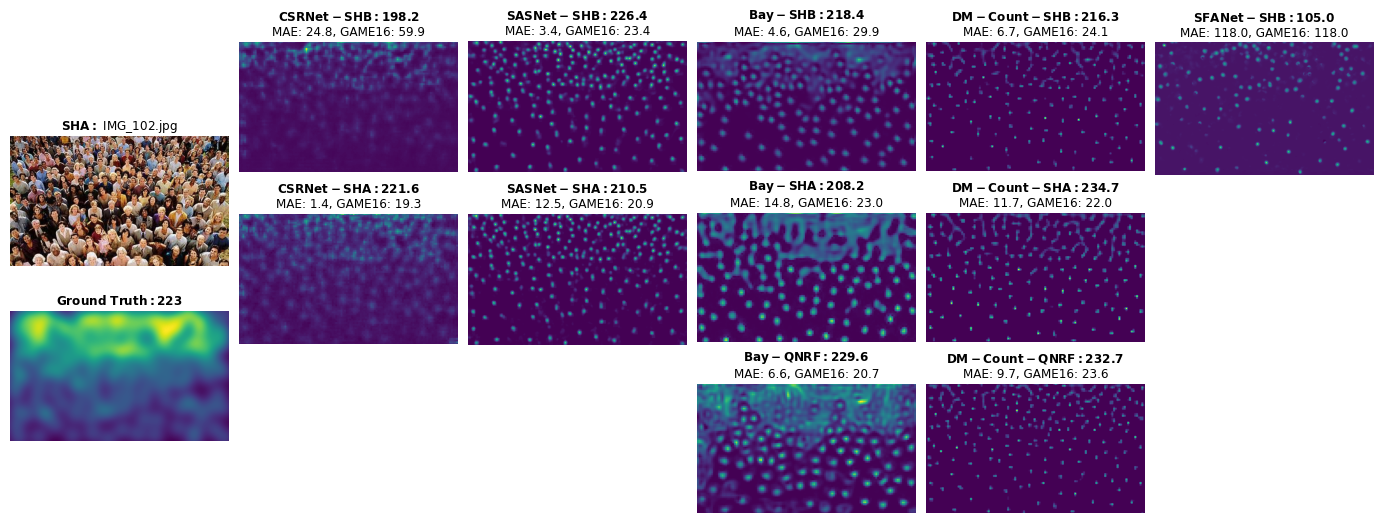 SHA: IMG_102.jpg
Ground Truth: 223
CSRNet − SHB: 198.2
MAE: 24.8, GAME16: 59.9
SASNet − SHB: 226.4
MAE: 3.4, GAME16: 23.4
Bay − SHB: 218.4
MAE: 4.6, GAME16: 29.9
DM − Count − SHB: 216.3
MAE: 6.7, GAME16: 24.1
SFANet − SHB: 105.0
MAE: 118.0, GAME16: 118.0
CSRNet − SHA: 221.6
MAE: 1.4, GAME16: 19.3
SASNet − SHA: 210.5
MAE: 12.5, GAME16: 20.9
Bay − SHA: 208.2
MAE: 14.8, GAME16: 23.0
DM − Count − SHA: 234.7
MAE: 11.7, GAME16: 22.0
Bay − QNRF: 229.6
MAE: 6.6, GAME16: 20.7
DM − Count − QNRF: 232.7
MAE: 9.7, GAME16: 23.6